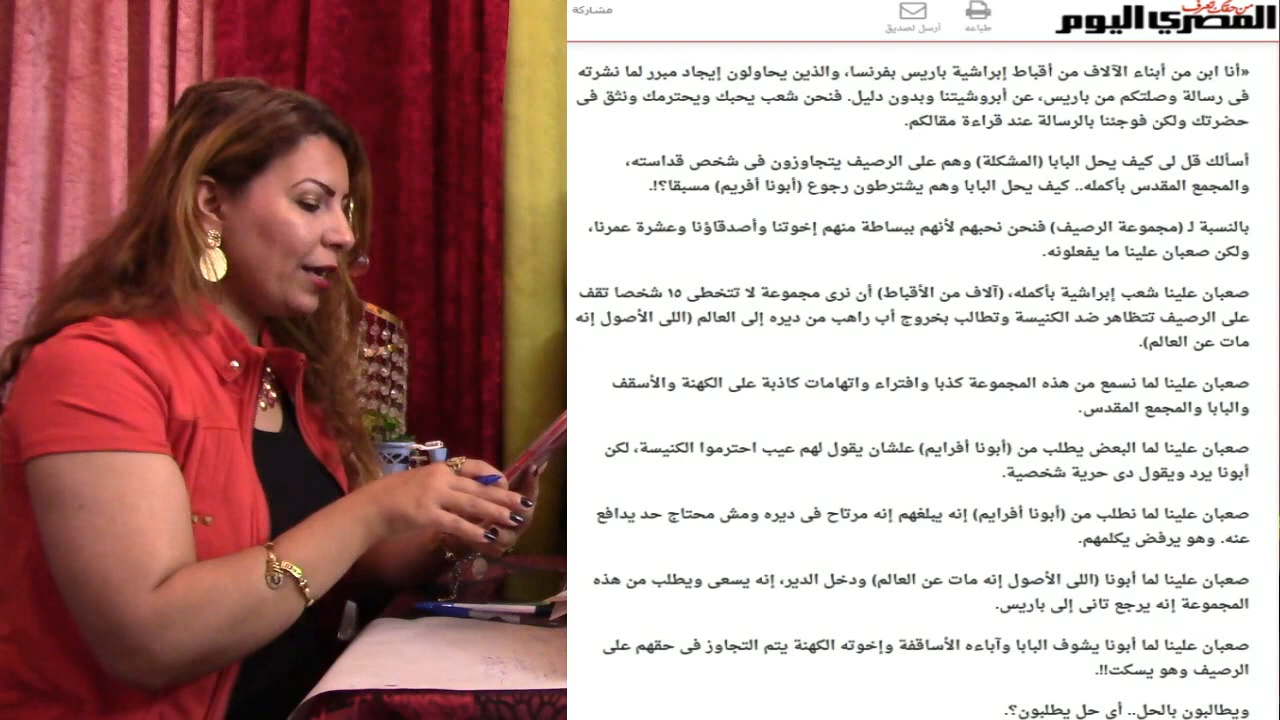 مشاركة
أرسل لصديق
طباعه
من حقك تعرف
المصري اليوم
«أنا ابن من أبناء الآلاف من أقباط إبراشية باريس بفرنسا، والذين يحاولون إيجاد مبرر لما نشرته
فى رسالة وصلتكم من باريس، عن أبروشيتنا وبدون دليل. فنحن شعب يحبك ويحترمك ونثق فى
حضرتك ولكن فوجئنا بالرسالة عند قراءة مقالكم.
أسألك قل لى كيف يحل البابا (المشكلة) وهم على الرصيف يتجاوزون فى شخص قداسته،
والمجمع المقدس بأكمله.. كيف يحل البابا وهم يشترطون رجوع (أبونا أفريم) مسبقا؟!.
بالنسبة لـ (مجموعة الرصيف) فنحن نحبهم لأنهم ببساطة منهم إخوتنا وأصدقاؤنا وعشرة عمرنا،
ولكن صعبان علينا ما يفعلونه.
صعبان علينا شعب إبراشية بأكمله، (آلاف من الأقباط) أن نرى مجموعة لا تتخطى ١٥ شخصا تقف
على الرصيف تتظاهر ضد الكنيسة وتطالب بخروج أب راهب من ديره إلى العالم (اللى الأصول إنه
مات عن العالم).
صعبان علينا لما نسمع من هذه المجموعة كذبا وافتراء واتهامات كاذبة على الكهنة والأسقف
والبابا والمجمع المقدس.
صعبان علينا لما البعض يطلب من (أبونا أفرايم) علشان يقول لهم عيب احترموا الكنيسة، لكن
أبونا يرد ويقول دى حرية شخصية.
صعبان علينا لما نطلب من (أبونا أفرايم) إنه يبلغهم إنه مرتاح فى ديره ومش محتاج حد يدافع
عنه. وهو يرفض يكلمهم.
صعبان علينا لما أبونا (اللى الأصول إنه مات عن العالم) ودخل الدير، إنه يسعى ويطلب من هذه
المجموعة إنه يرجع تانى إلى باريس.
صعبان علينا لما أبونا يشوف البابا وآباءه الأساقفة وإخوته الكهنة يتم التجاوز فى حقهم على
الرصيف وهو يسكت!!.
ويطالبون بالحل.. أى حل يطلبون؟.